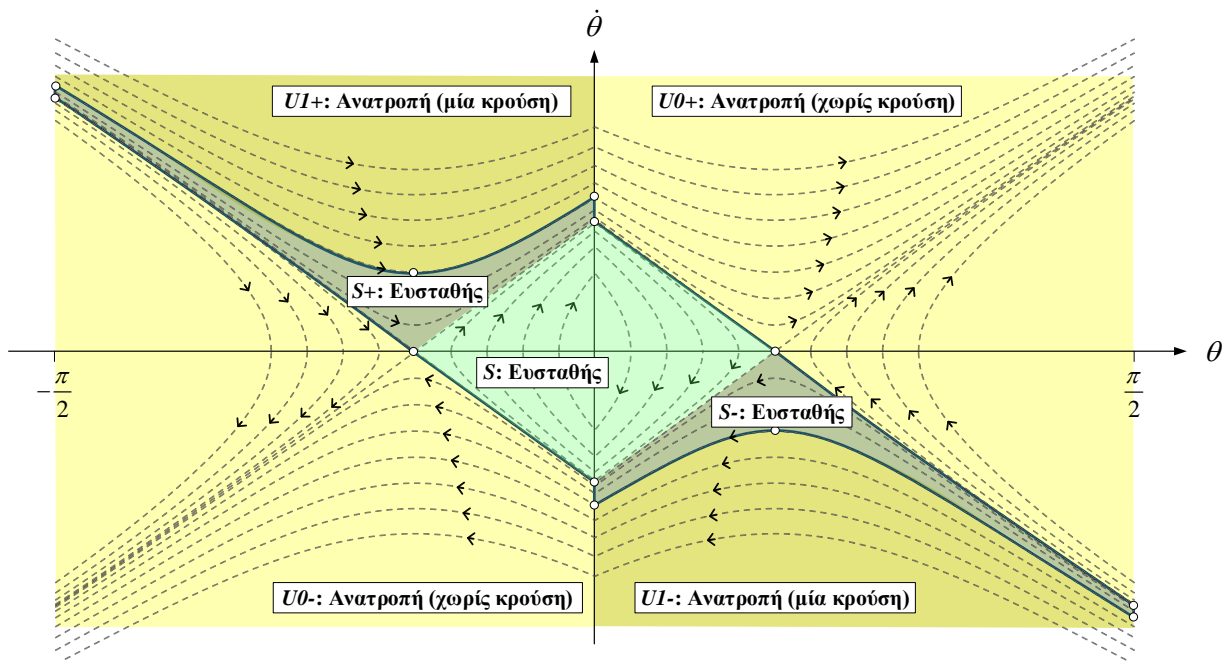 θ̇
U1+: Ανατροπή (μία κρούση)
U0+: Ανατροπή (χωρίς κρούση)
S+: Ευσταθής
θ
S: Ευσταθής
-π/2
π/2
S-: Ευσταθής
U0-: Ανατροπή (χωρίς κρούση)
U1-: Ανατροπή (μία κρούση)